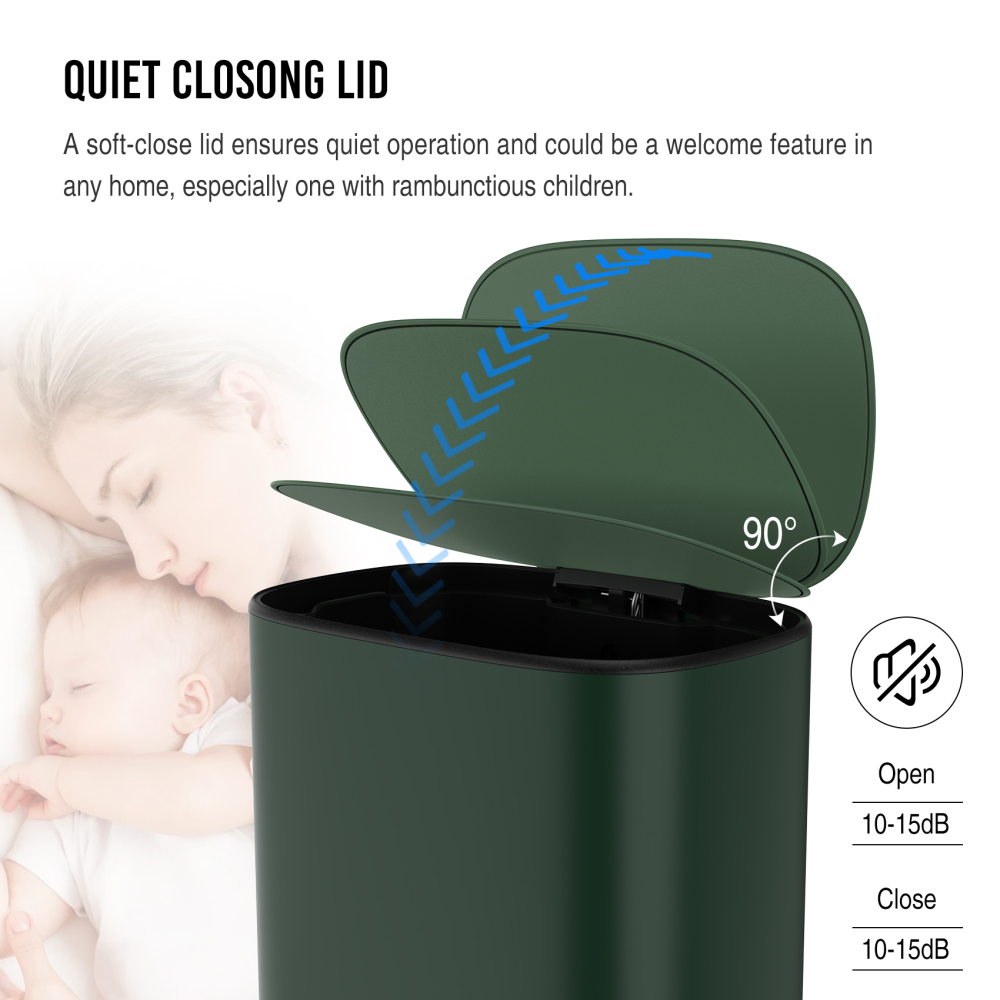 QUIET CLOSONG LID
A soft-close lid ensures quiet operation and could be a welcome feature in
any home, especially one with rambunctious children.
90°
Open
10-15dB
Close
10-15dB